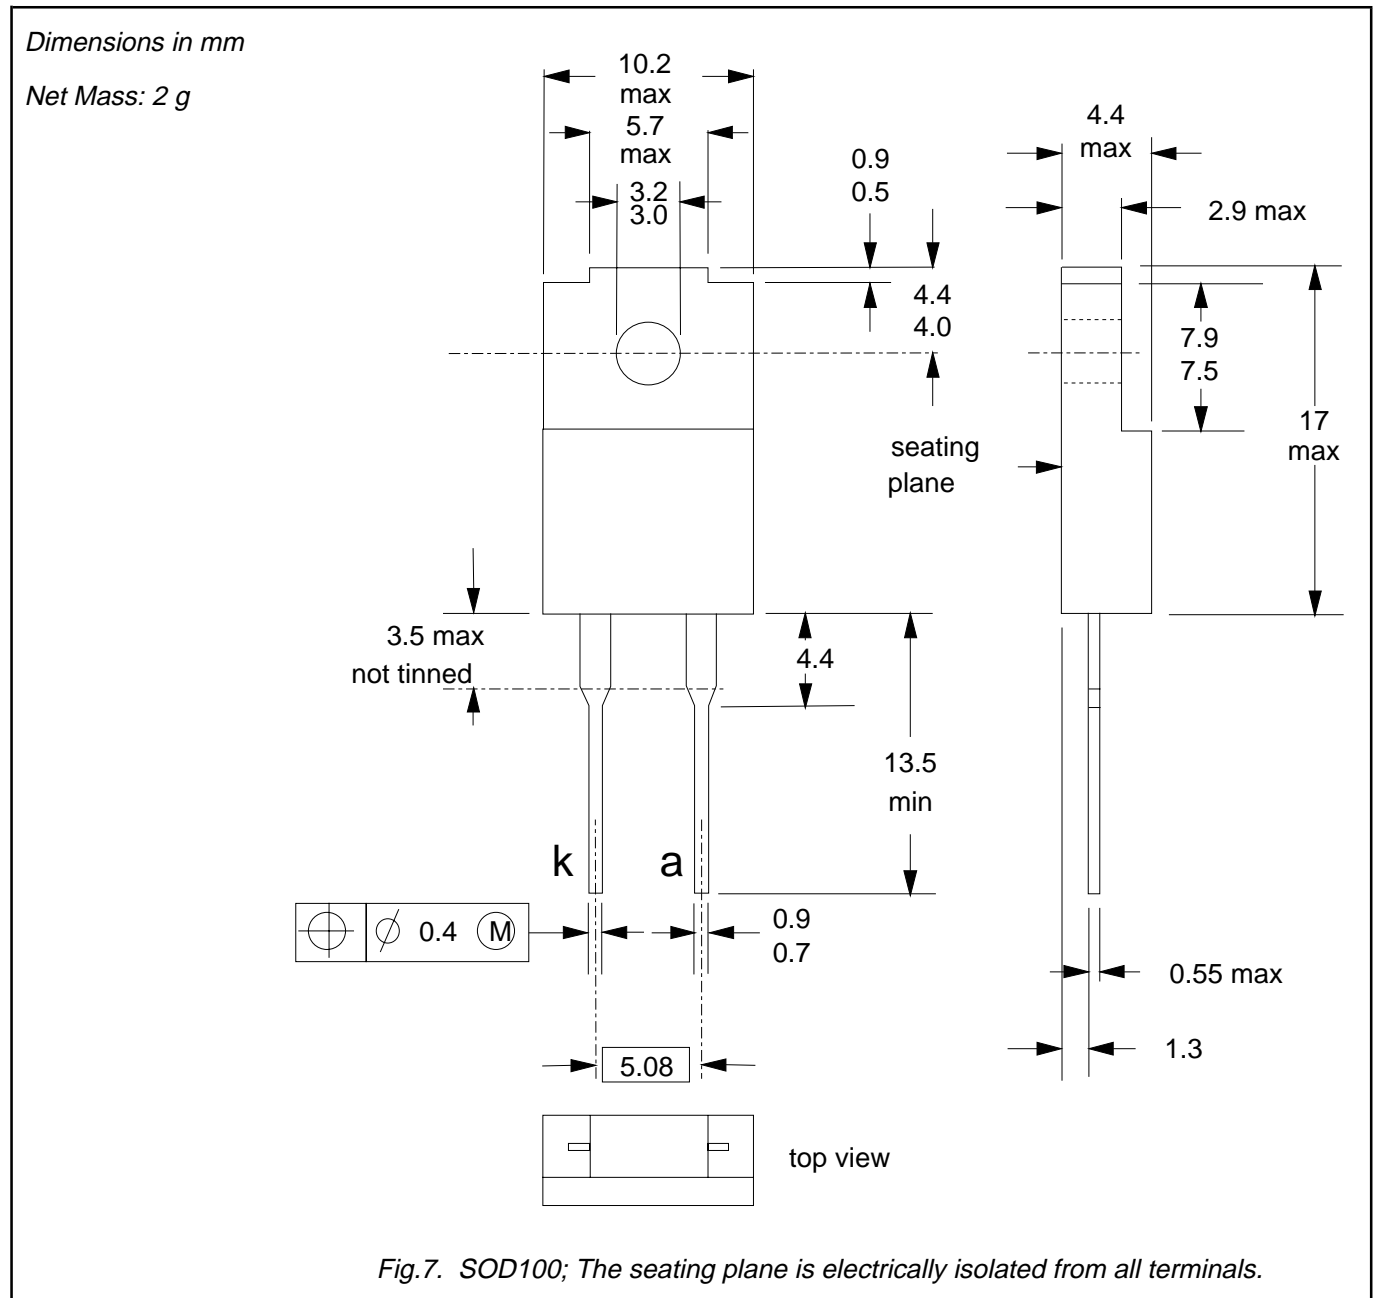 Dimensions in mm
Net Mass: 2 g
10.2
max
5.7
max
3.2
3.0
0.9
0.5
4.4
4.0
4.4
max
2.9 max
7.9
7.5
17
max
seating
plane
3.5 max
not tinned
4.4
13.5
min
k
a
0.4 M
0.9
0.7
0.55 max
1.3
5.08
top view
Fig.7. SOD100; The seating plane is electrically isolated from all terminals.